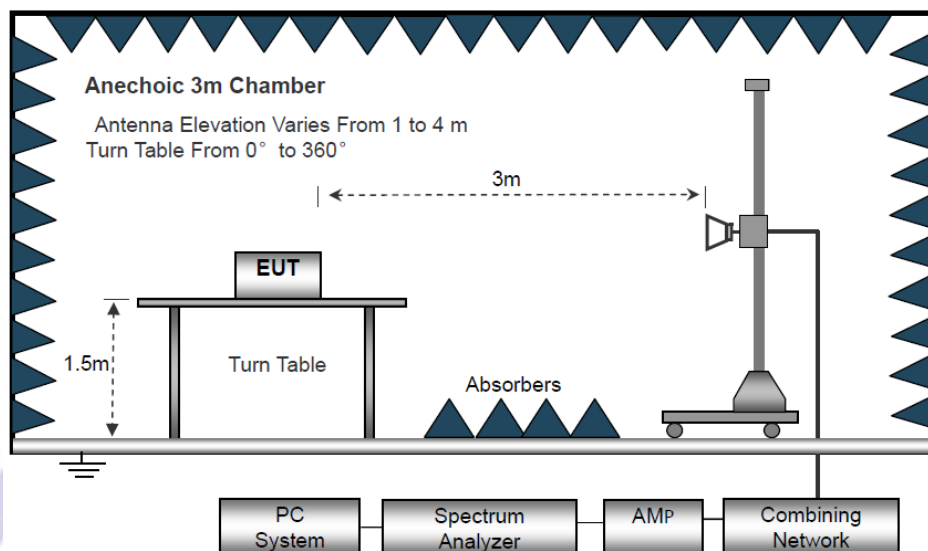 Anechoic 3m Chamber
Antenna Elevation Varies From 1 to 4 m
Turn Table From 0° to 360°
3m
EUT
1.5m
Turn Table
Absorbers
PC
System
Spectrum
Analyzer
AMP
Combining
Network